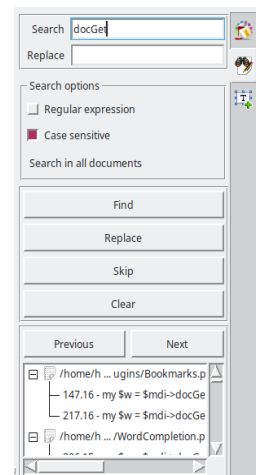 Search docGet
Replace
Search options
Regular expression
Case sensitive
Search in all documents
Find
Replace
Skip
Clear
Previous Next
/home/h ... ugins/Bookmarks.p
147.16 - my $w = $mdi->docGe
217.16 - my $w = $mdi->docGe
/home/h ... /WordCompletion.p